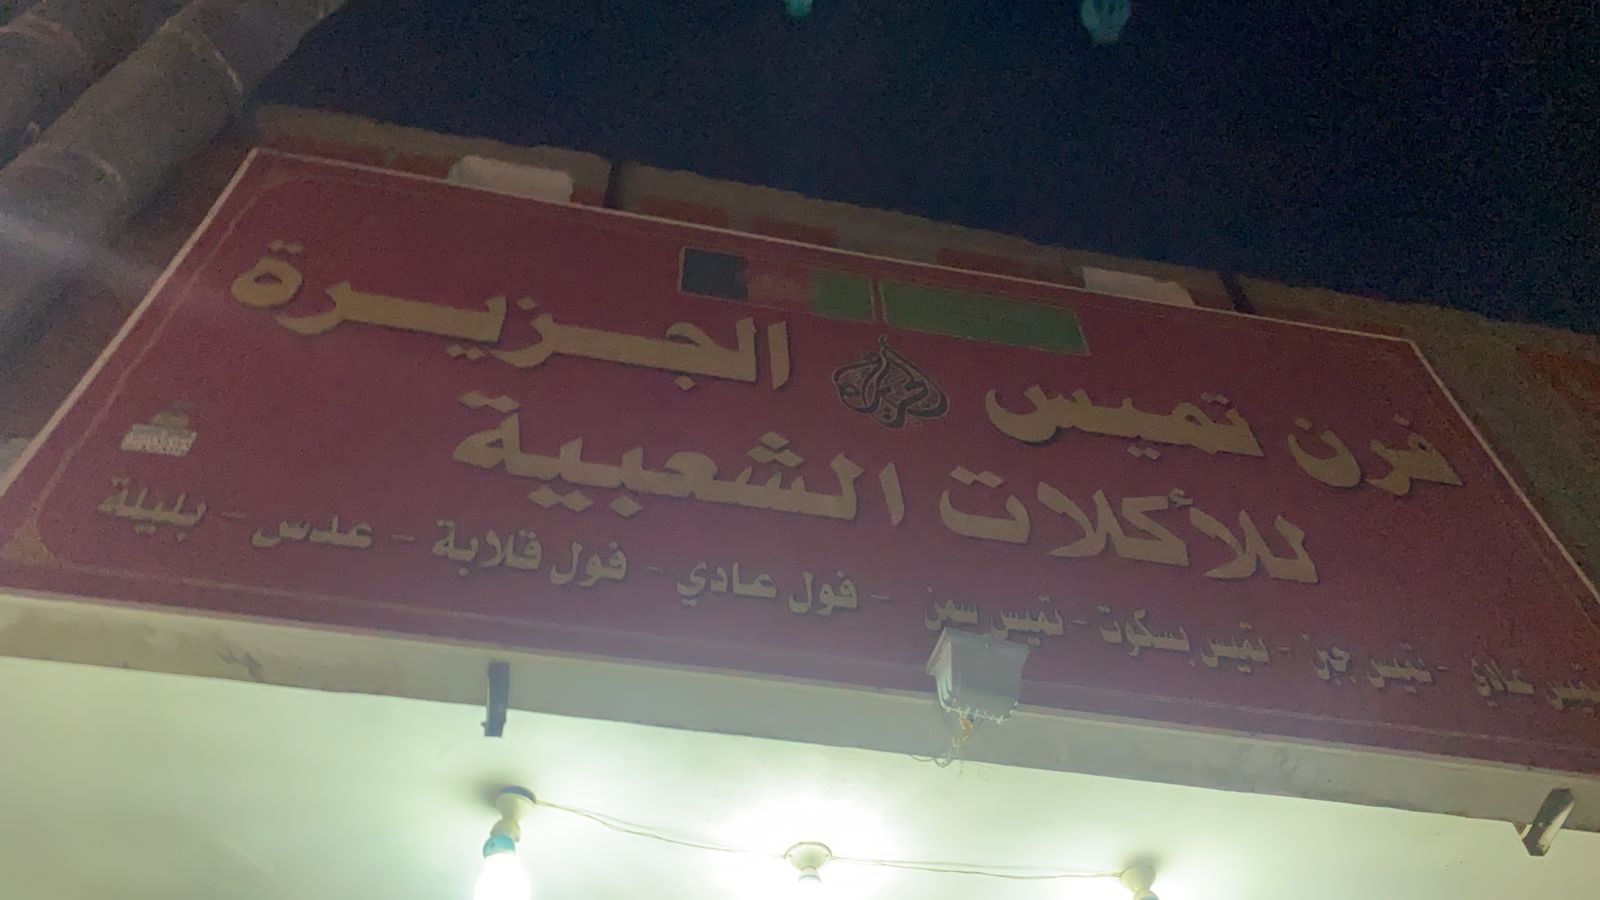 فرن تميس الجزيرة
للأكلات الشعبية
تميس عادي - تميس جبن - تميس بسكوت - تميس سمن - فول عادي - فول قلابة - عدس - بليلة